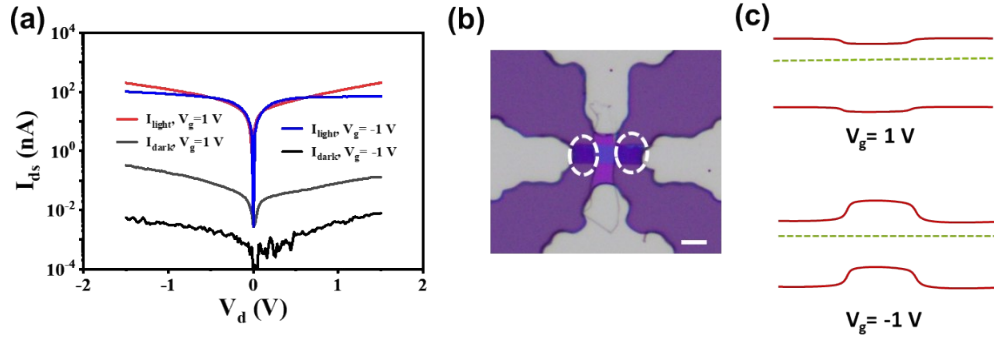 (a)
I_ds (nA)
10^4
10^2
10^0
10^-2
10^-4
I_light, V_g=1 V
I_dark, V_g=1 V
I_light, V_g= -1 V
I_dark, V_g= -1 V
-2
-1
0
1
2
V_d (V)
(b)
(c)
V_g= 1 V
V_g= -1 V